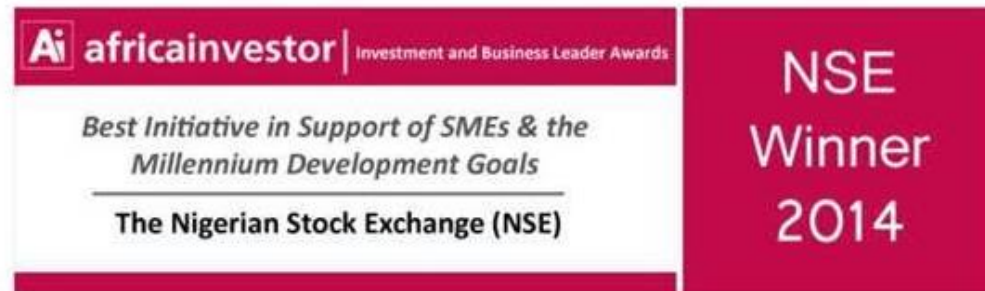 Ai africainvestor Investment and Business Leader Awards
Best Initiative in Support of SMEs & the
Millennium Development Goals
The Nigerian Stock Exchange (NSE)
NSE
Winner
2014